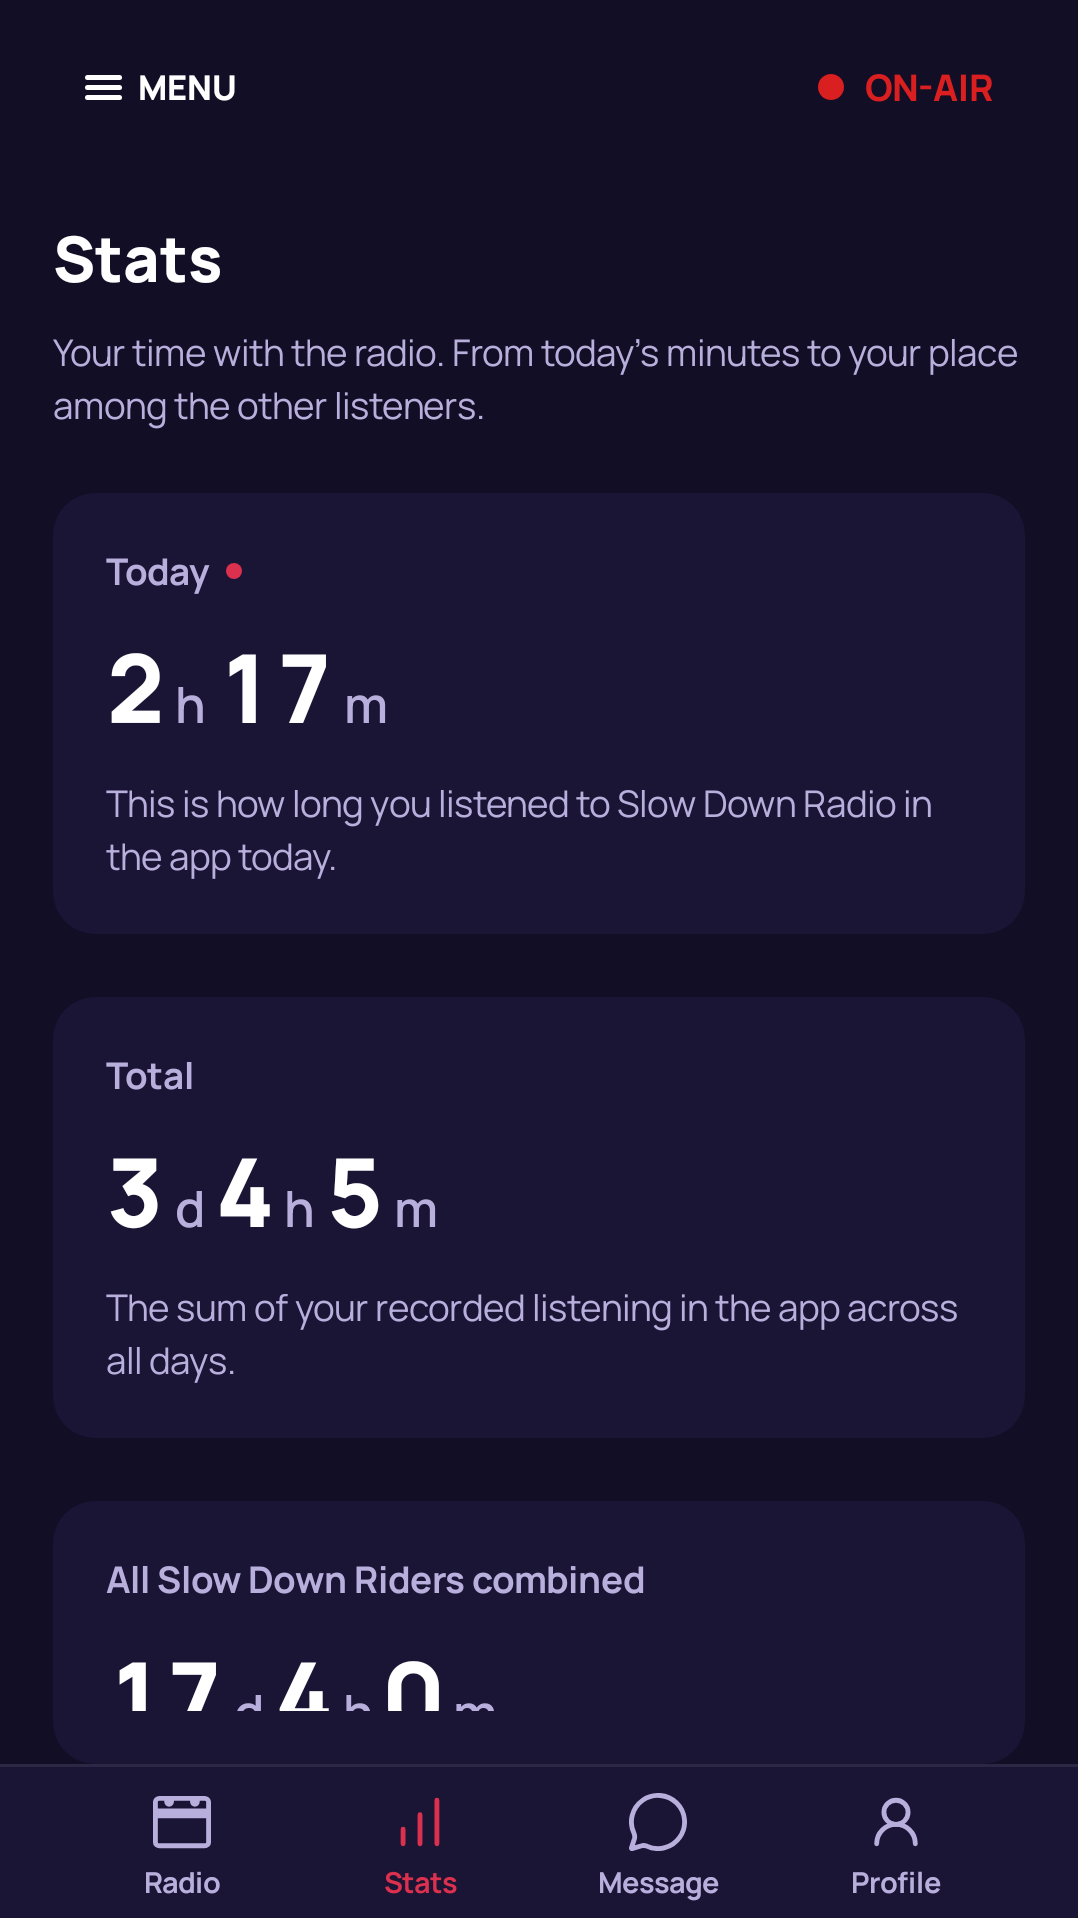 MENU
ON-AIR
Stats
Your time with the radio. From today’s minutes to your place
among the other listeners.
Today
2 h 17 m
This is how long you listened to Slow Down Radio in
the app today.
Total
3 d 4 h 5 m
The sum of your recorded listening in the app across
all days.
All Slow Down Riders combined
17 d 4 h 0 m
Radio
Stats
Message
Profile